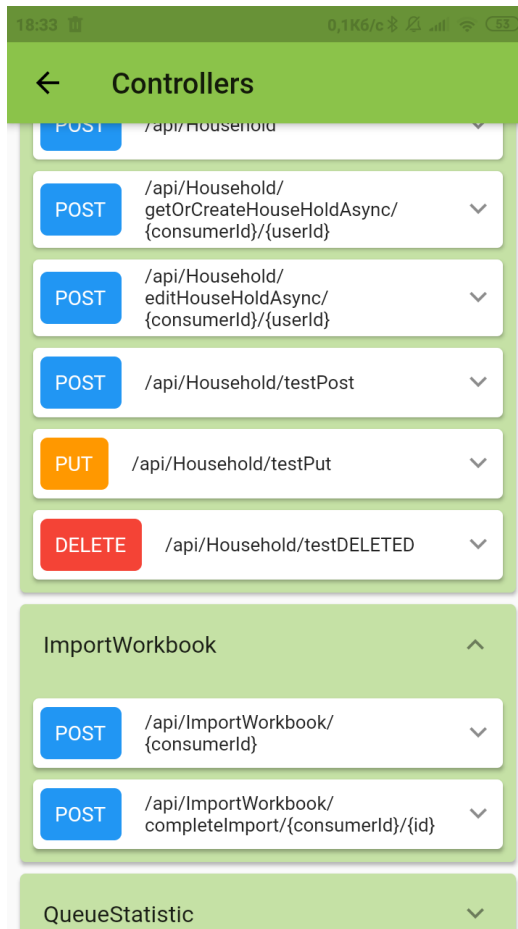 18:33 0,1Кб/с 53
Controllers
POST /api/Household
POST /api/Household/
getOrCreateHouseHoldAsync/
{consumerId}/{userId}
POST /api/Household/
editHouseHoldAsync/
{consumerId}/{userId}
POST /api/Household/testPost
PUT /api/Household/testPut
DELETE /api/Household/testDELETED
ImportWorkbook
POST /api/ImportWorkbook/
{consumerId}
POST /api/ImportWorkbook/
completeImport/{consumerId}/{id}
QueueStatistic